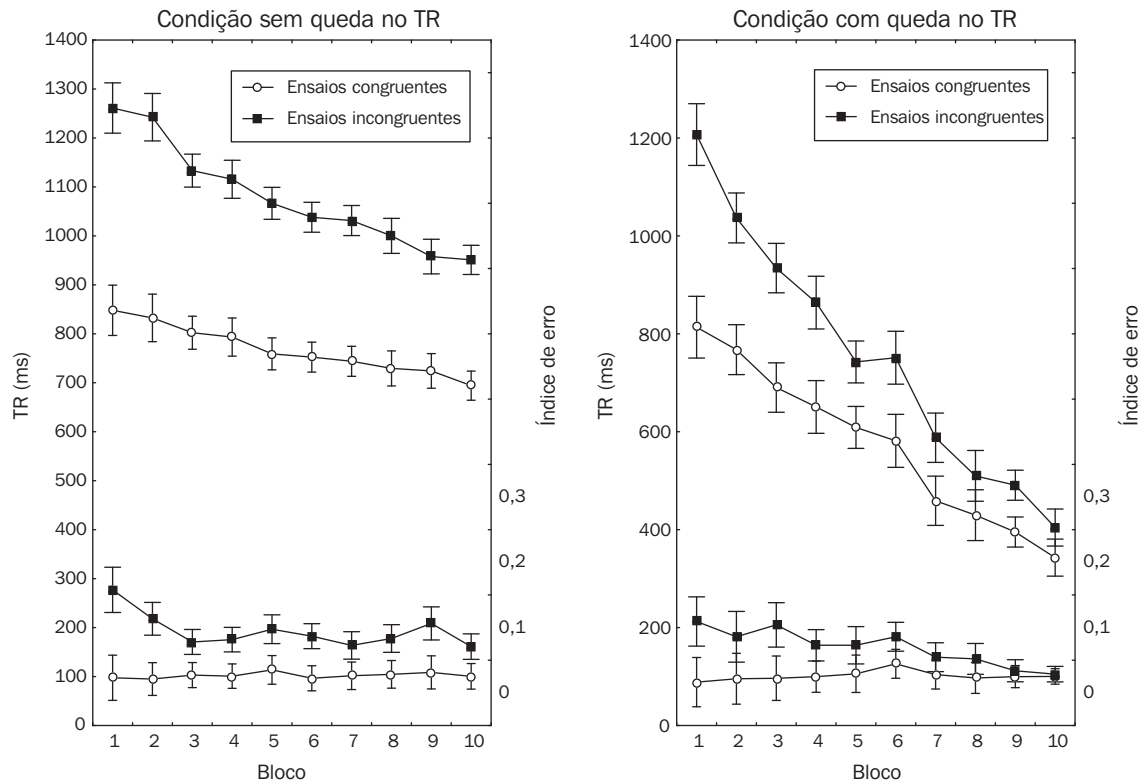 Condição sem queda no TR
1400
1300
1200
1100
1000
900
800
700
600
500
400
300
200
100
0
TR (ms)
Ensaios congruentes
Ensaios incongruentes
0,3
0,2
0,1
0
Índice de erro
1 2 3 4 5 6 7 8 9 10
Bloco
Condição com queda no TR
1400
1200
1000
800
600
400
200
0
TR (ms)
Ensaios congruentes
Ensaios incongruentes
0,3
0,2
0,1
0
Índice de erro
1 2 3 4 5 6 7 8 9 10
Bloco